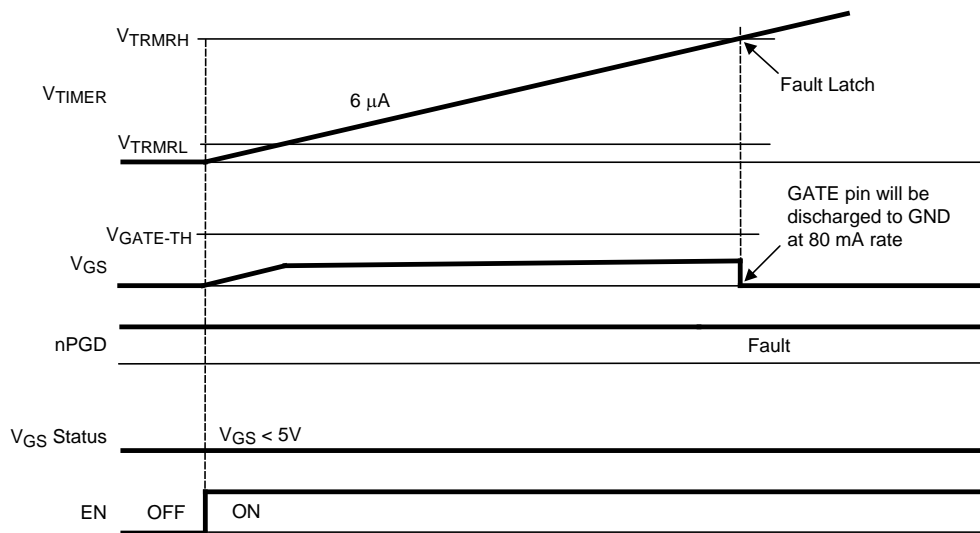 VTRMRH
Fault Latch
VTIMER
6 μA
VTRMRL
GATE pin will be
discharged to GND
at 80 mA rate
VGATE-TH
VGS
nPGD
Fault
VGS Status
VGS < 5V
EN
OFF
ON